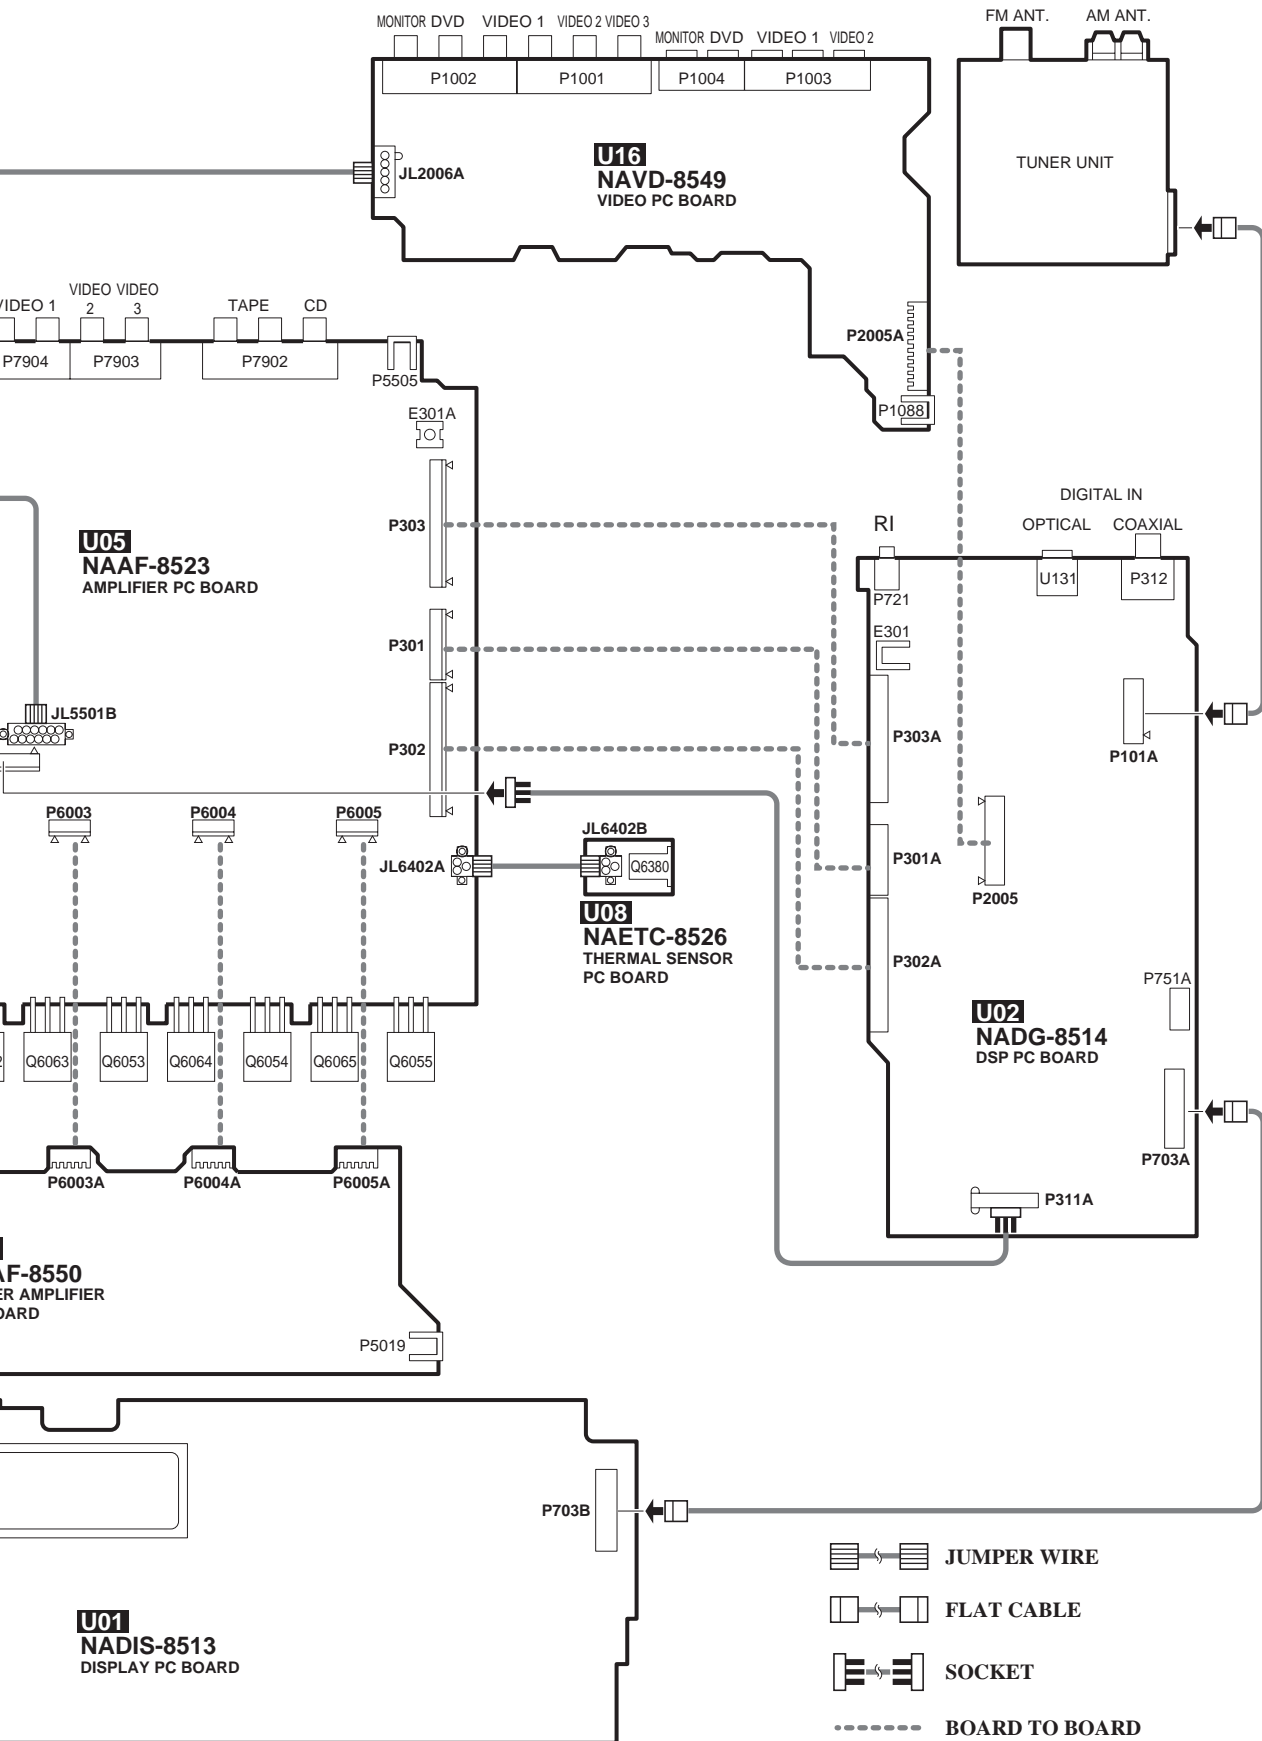 MONITOR DVD VIDEO 1 VIDEO 2 VIDEO 3
MONITOR DVD VIDEO 1 VIDEO 2
FM ANT. AM ANT.
P1002 P1001 P1004 P1003
U16
NAVD-8549
VIDEO PC BOARD
JL2006A
TUNER UNIT
VIDEO 1 VIDEO 2 VIDEO 3 TAPE CD
P7904 P7903 P7902
P5505
P2005A
P1088
E301A
P303
U05
NAAF-8523
AMPLIFIER PC BOARD
P301
P302
JL5501B
DIGITAL IN
RI OPTICAL COAXIAL
U131 P312
P721
E301
P303A
P101A
P301A
P2005
P302A
P751A
U02
NADG-8514
DSP PC BOARD
P703A
P311A
P6003 P6004 P6005
JL6402A
JL6402B
Q6380
U08
NAETC-8526
THERMAL SENSOR
PC BOARD
2 Q6063 Q6053 Q6064 Q6054 Q6065 Q6055
P6003A P6004A P6005A
AF-8550
ER AMPLIFIER
OARD
P5019
P703B
U01
NADIS-8513
DISPLAY PC BOARD
JUMPER WIRE
FLAT CABLE
SOCKET
BOARD TO BOARD